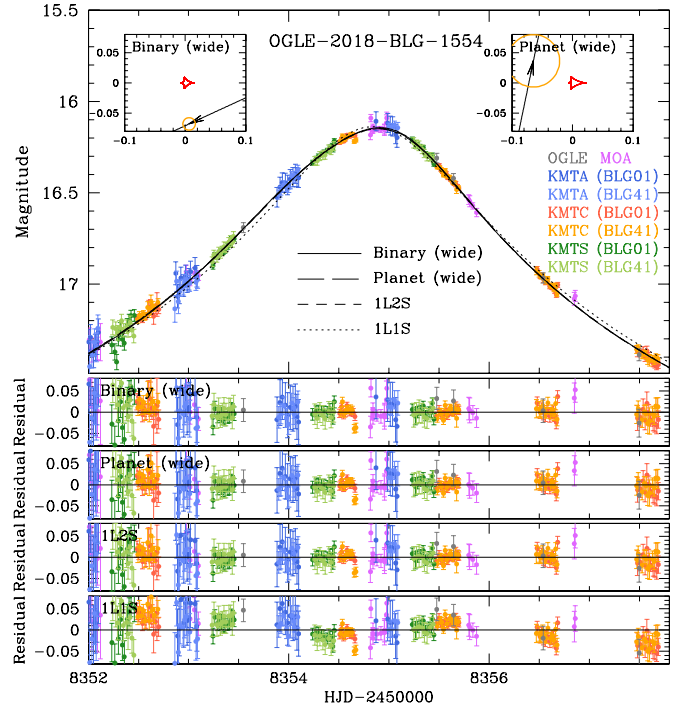 OGLE-2018-BLG-1554
15.5
16
16.5
17
Magnitude
Binary (wide)
0.05
0
-0.05
-0.1
0
0.1
Planet (wide)
0.05
0
-0.05
-0.1
0
0.1
OGLE MOA
KMTA (BLG01)
KMTA (BLG41)
KMTC (BLG01)
KMTC (BLG41)
KMTS (BLG01)
KMTS (BLG41)
Binary (wide)
Planet (wide)
1L2S
1L1S
Residual
0.05
0
-0.05
Binary (wide)
Residual
0.05
0
-0.05
Planet (wide)
Residual
0.05
0
-0.05
1L2S
Residual
0.05
0
-0.05
1L1S
8352
8354
8356
HJD-2450000